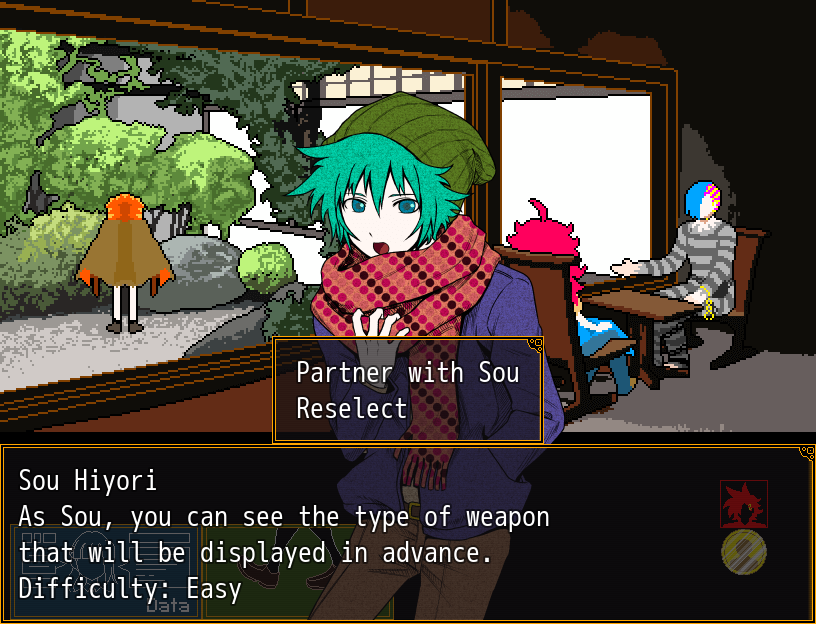 Partner with Sou
Reselect
Sou Hiyori
As Sou, you can see the type of weapon
that will be displayed in advance.
Difficulty: Easy
Data